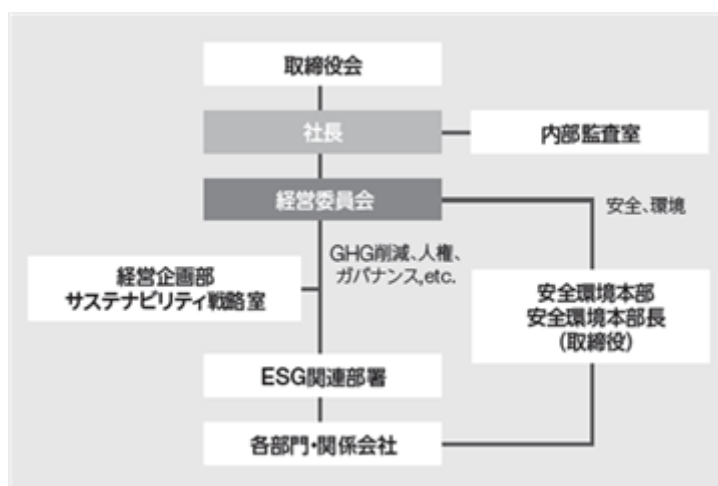 取締役会
社長
内部監査室
経営委員会
安全、環境
GHG削減、人権、
ガバナンス,etc.
経営企画部
サステナビリティ戦略室
安全環境本部
安全環境本部長
(取締役)
ESG関連部署
各部門・関係会社